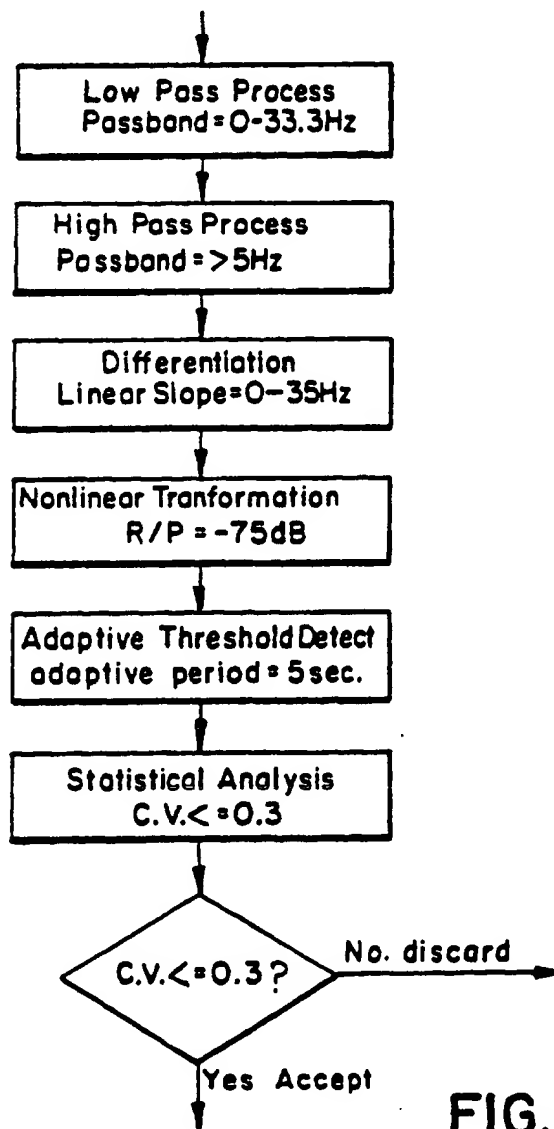 Low Pass Process
Passband=0-33.3Hz
High Pass Process
Passband=>5Hz
Differentiation
Linear Slope=0-35Hz
Nonlinear Tranformation
R/P=-75dB
Adaptive Threshold Detect
adaptive period=5sec.
Statistical Analysis
C.V.<=0.3
C.V.<=0.3?
No. discard
Yes Accept
FIG.